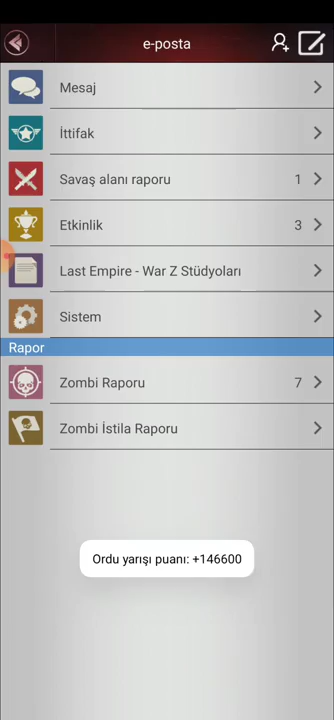 e-posta
Mesaj
İttifak
Savaş alanı raporu 1
Etkinlik 3
Last Empire - War Z Stüdyoları
Sistem
Rapor
Zombi Raporu 7
Zombi İstila Raporu
Ordu yarışı puanı: +146600